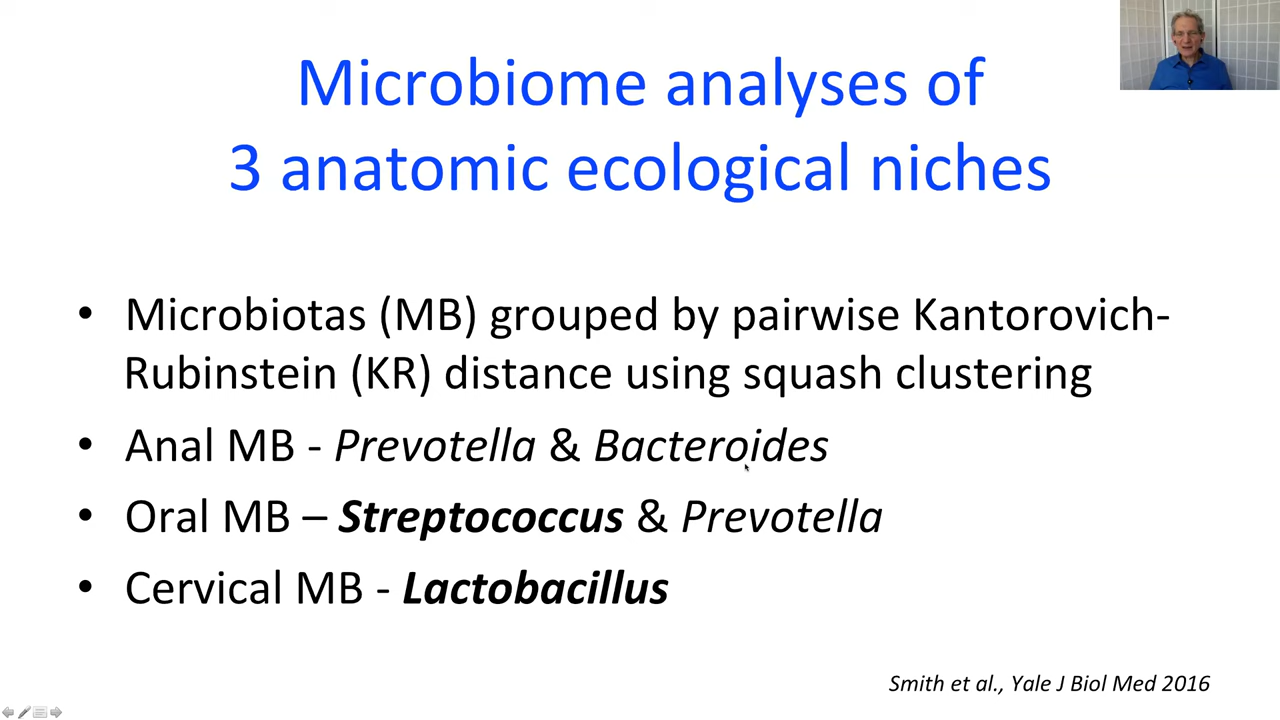 Microbiome analyses of
3 anatomic ecological niches
• Microbiotas (MB) grouped by pairwise Kantorovich-
Rubinstein (KR) distance using squash clustering
• Anal MB - Prevotella & Bacteroides
• Oral MB – Streptococcus & Prevotella
• Cervical MB - Lactobacillus
Smith et al., Yale J Biol Med 2016